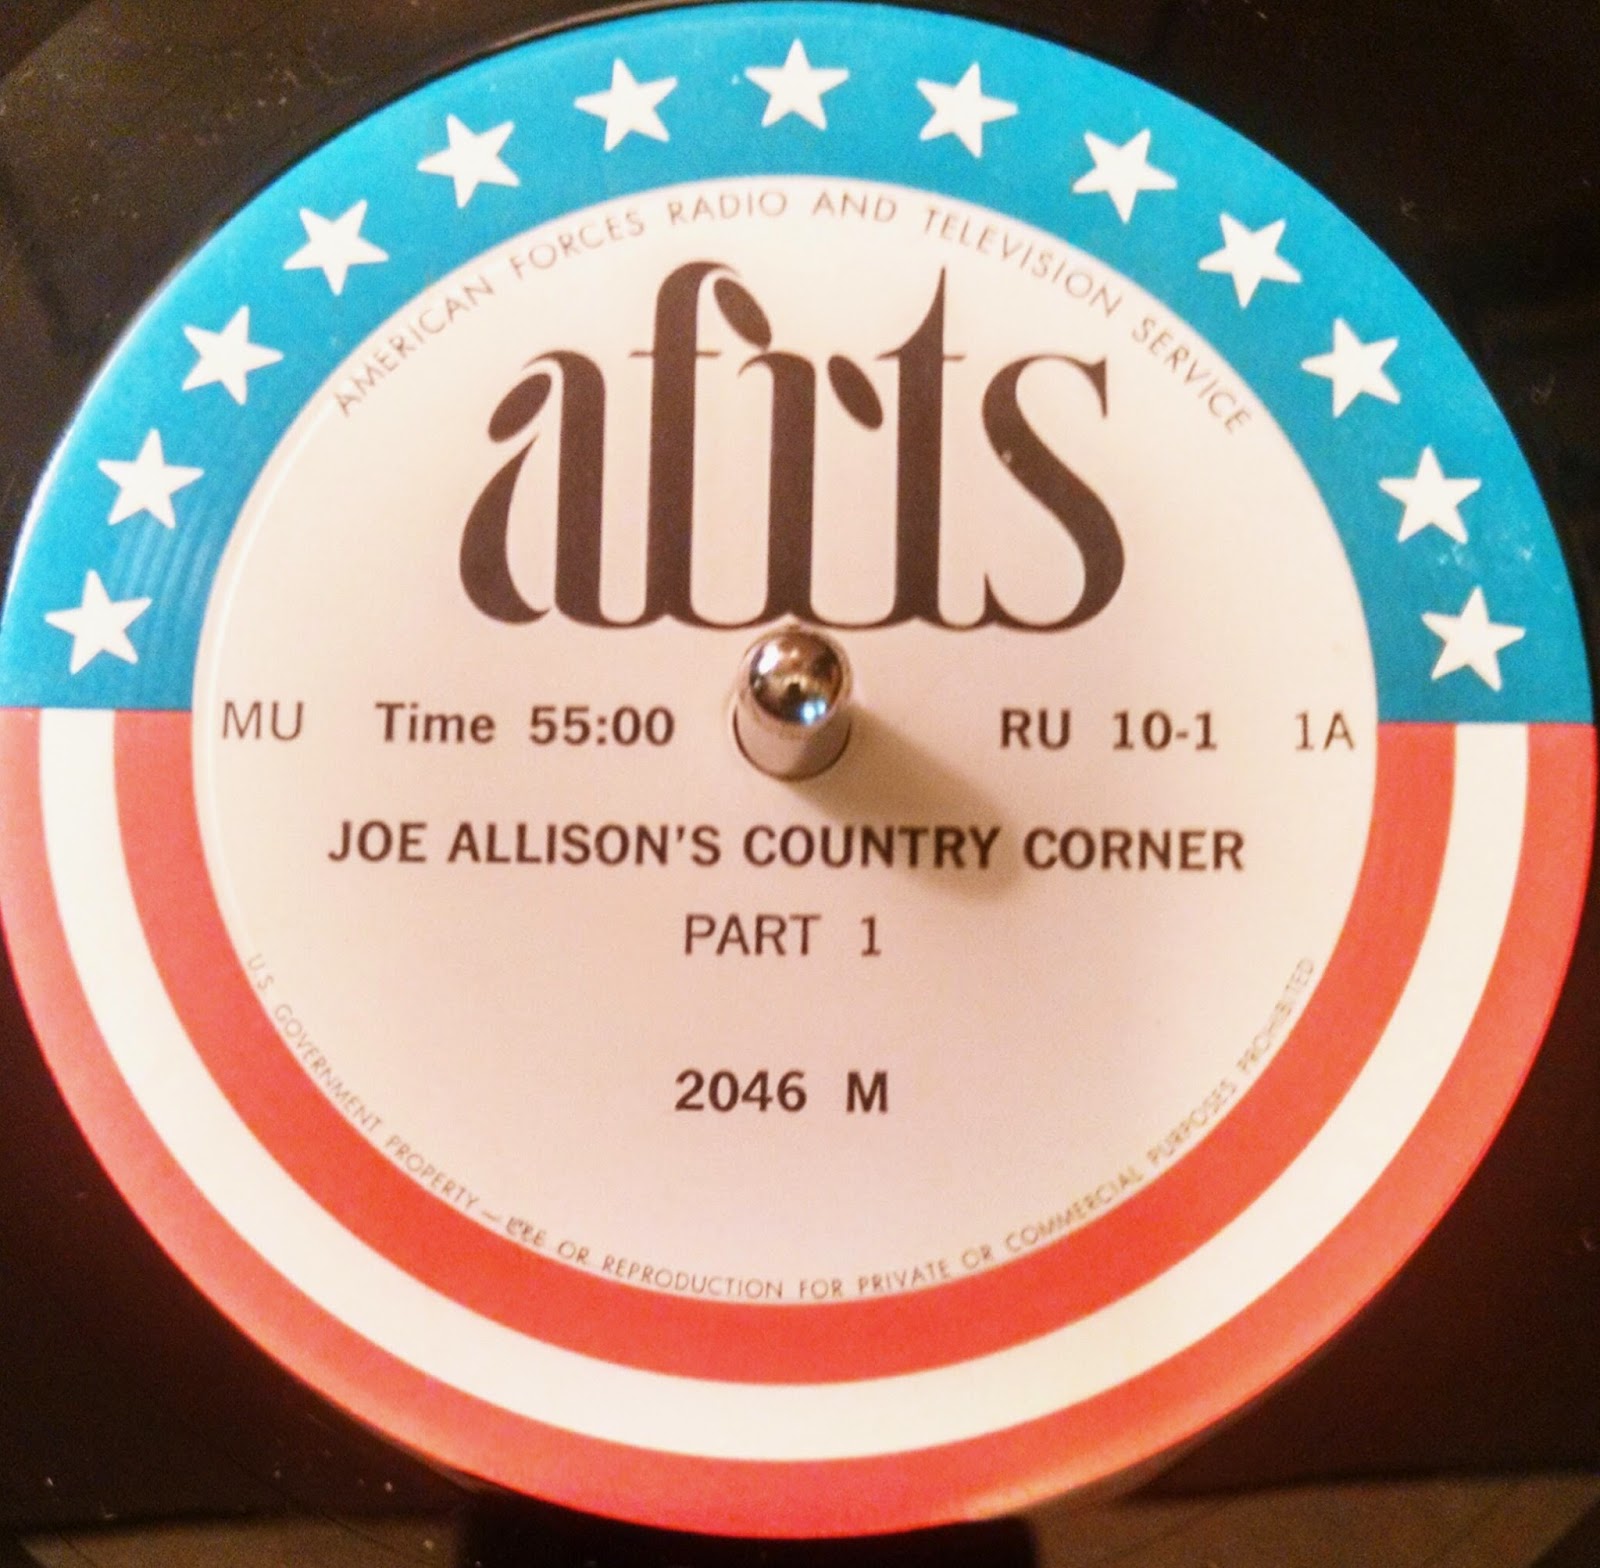 AMERICAN FORCES RADIO AND TELEVISION SERVICE
afrts
MU Time 55:00 RU 10-1 1A
JOE ALLISON'S COUNTRY CORNER
PART 1
2046 M
U.S. GOVERNMENT PROPERTY — OR REPRODUCTION FOR PRIVATE OR COMMERCIAL PURPOSES PROHIBITED